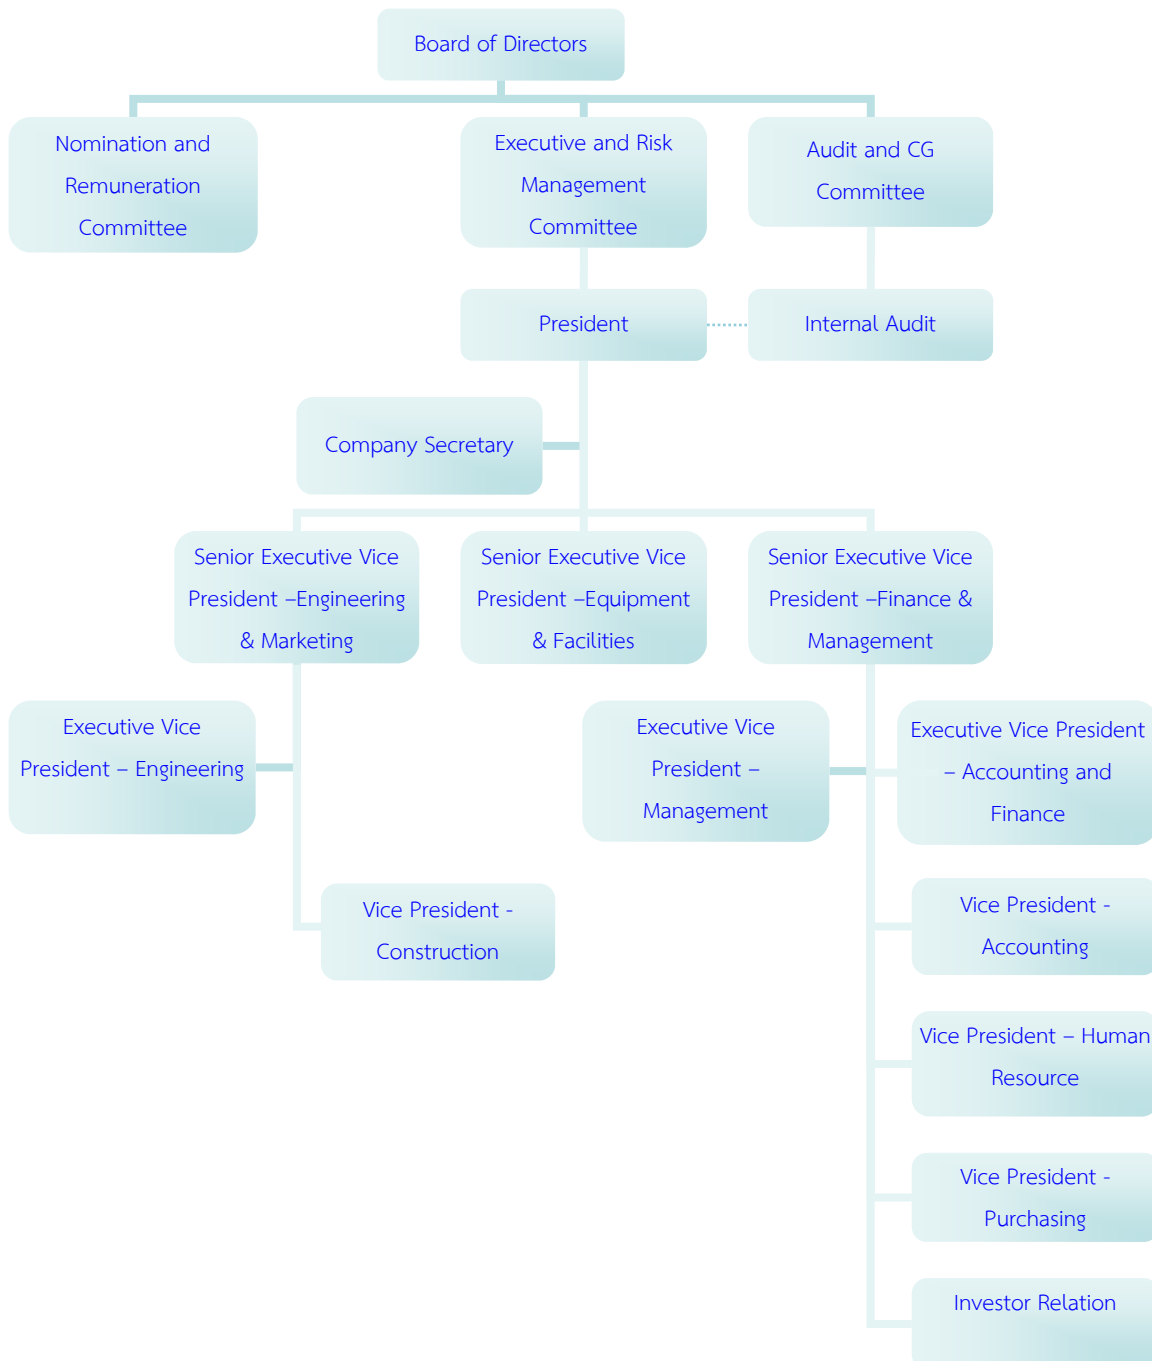 Board of Directors
Nomination and
Remuneration
Committee
Executive and Risk
Management
Committee
Audit and CG
Committee
President
Internal Audit
Company Secretary
Senior Executive Vice
President –Engineering
& Marketing
Senior Executive Vice
President –Equipment
& Facilities
Senior Executive Vice
President –Finance &
Management
Executive Vice
President – Engineering
Executive Vice
President –
Management
Executive Vice President
– Accounting and
Finance
Vice President -
Construction
Vice President -
Accounting
Vice President – Human
Resource
Vice President -
Purchasing
Investor Relation